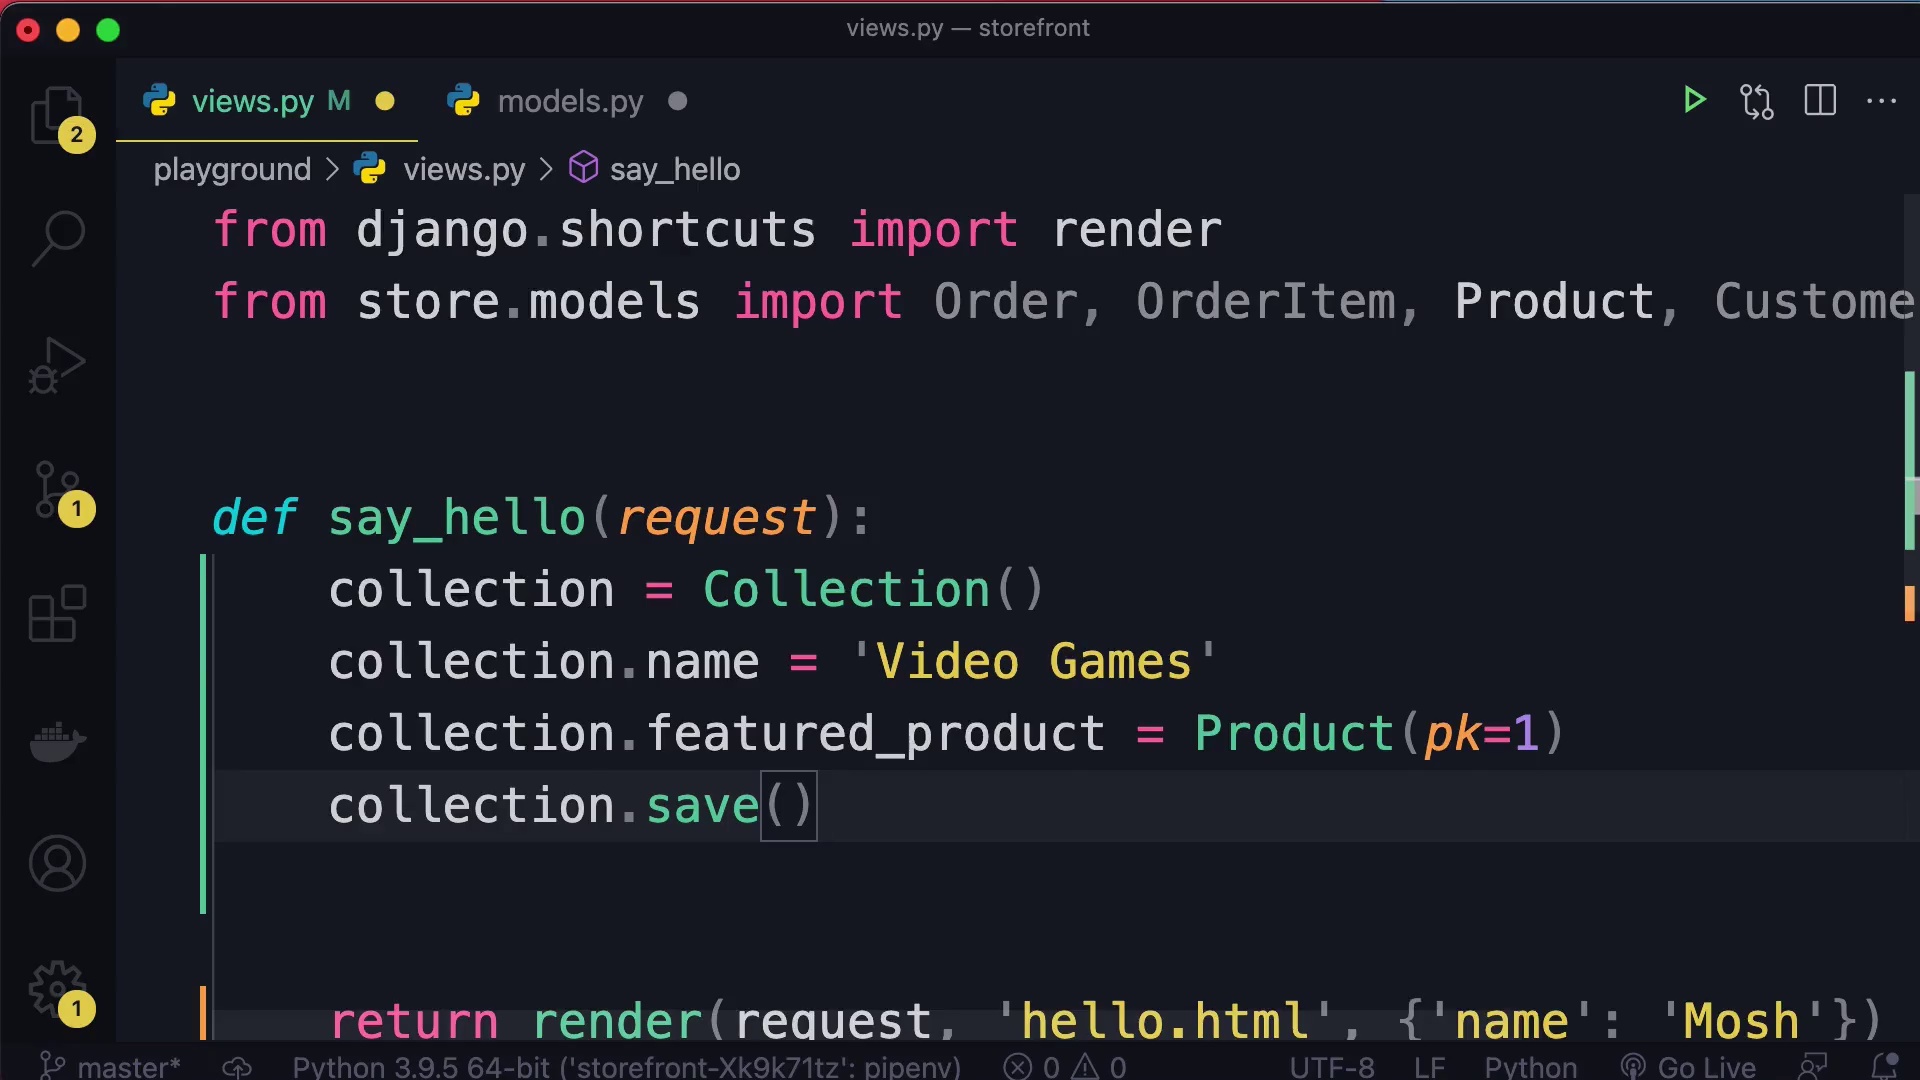 views.py — storefront
views.py M models.py
2
playground > views.py > say_hello
from django.shortcuts import render
from store.models import Order, OrderItem, Product, Custome
def say_hello(request):
1
collection = Collection()
collection.name = 'Video Games'
collection.featured_product = Product(pk=1)
collection.save()
1
return render(request, 'hello.html', {'name': 'Mosh'})
master* Python 3.9.5 64-bit ('storefront-Xk9k71tz': pipenv) 0 0 UTF-8 LF Python Go Live